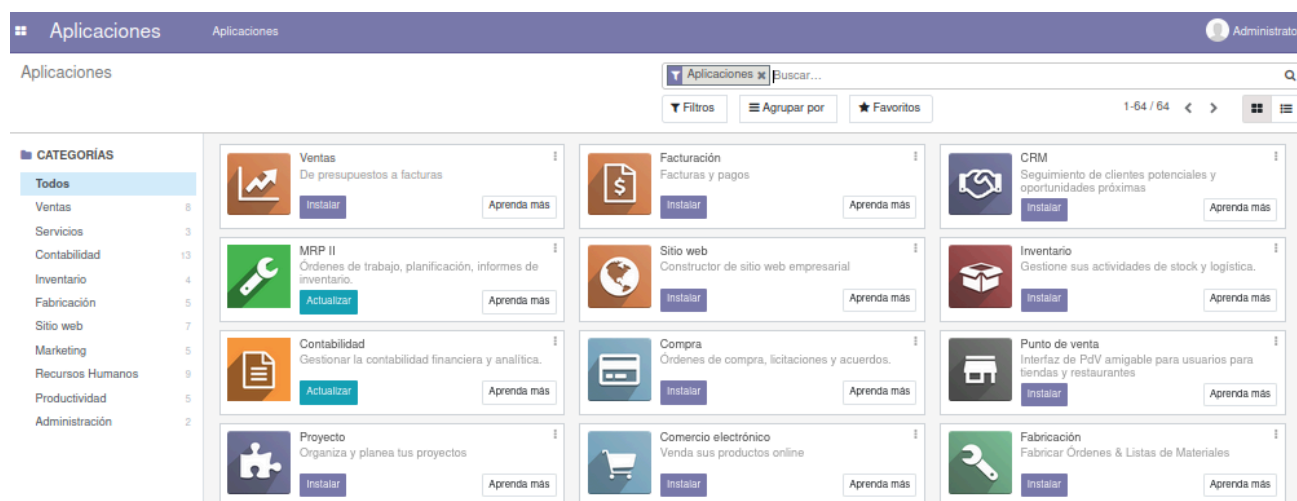 Aplicaciones Aplicaciones Administrato
Aplicaciones
Aplicaciones × Buscar...
Filtros Agrupar por Favoritos 1-64 / 64
CATEGORÍAS
Todos
Ventas 8
Servicios 3
Contabilidad 13
Inventario 4
Fabricación 5
Sitio web 7
Marketing 5
Recursos Humanos 9
Productividad 5
Administración 2
Ventas
De presupuestos a facturas
Instalar Aprenda más
Facturación
Facturas y pagos
Instalar Aprenda más
CRM
Seguimiento de clientes potenciales y
oportunidades próximas
Instalar Aprenda más
MRP II
Órdenes de trabajo, planificación, informes de
inventario.
Actualizar Aprenda más
Sitio web
Constructor de sitio web empresarial
Instalar Aprenda más
Inventario
Gestione sus actividades de stock y logística.
Instalar Aprenda más
Contabilidad
Gestionar la contabilidad financiera y analítica.
Actualizar Aprenda más
Compra
Órdenes de compra, licitaciones y acuerdos.
Instalar Aprenda más
Punto de venta
Interfaz de PdV amigable para usuarios para
tiendas y restaurantes
Instalar Aprenda más
Proyecto
Organiza y planea tus proyectos
Instalar Aprenda más
Comercio electrónico
Venda sus productos online
Instalar Aprenda más
Fabricación
Fabricar Órdenes & Listas de Materiales
Instalar Aprenda más